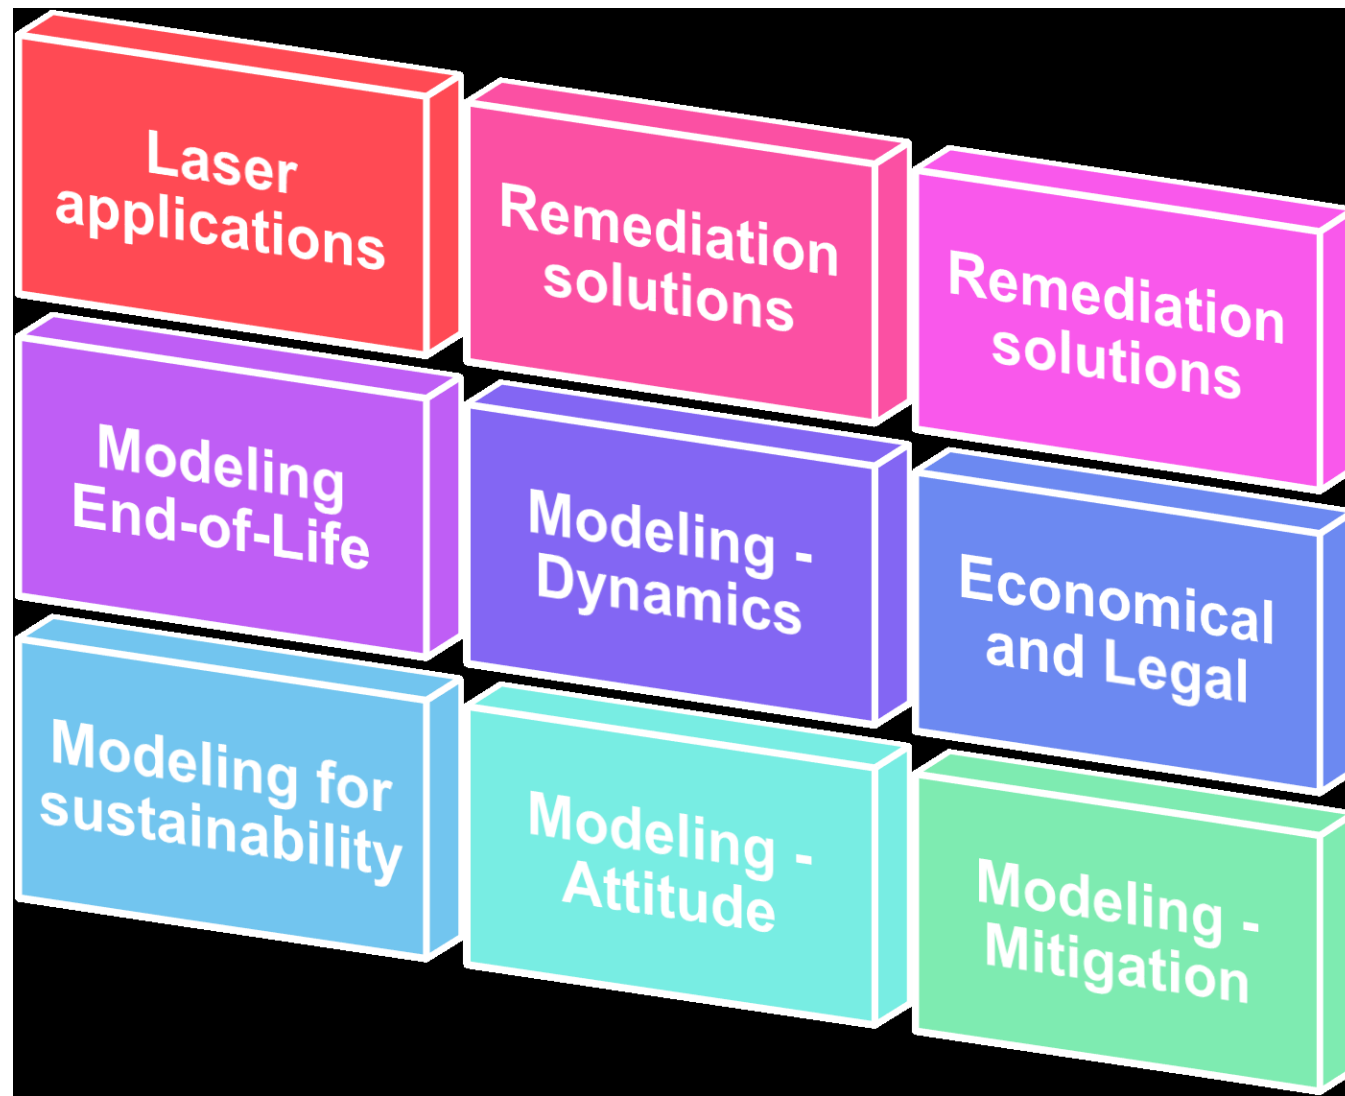 Laser
applications
Remediation
solutions
Remediation
solutions
Modeling
End-of-Life
Modeling -
Dynamics
Economical
and Legal
Modeling for
sustainability
Modeling -
Attitude
Modeling -
Mitigation